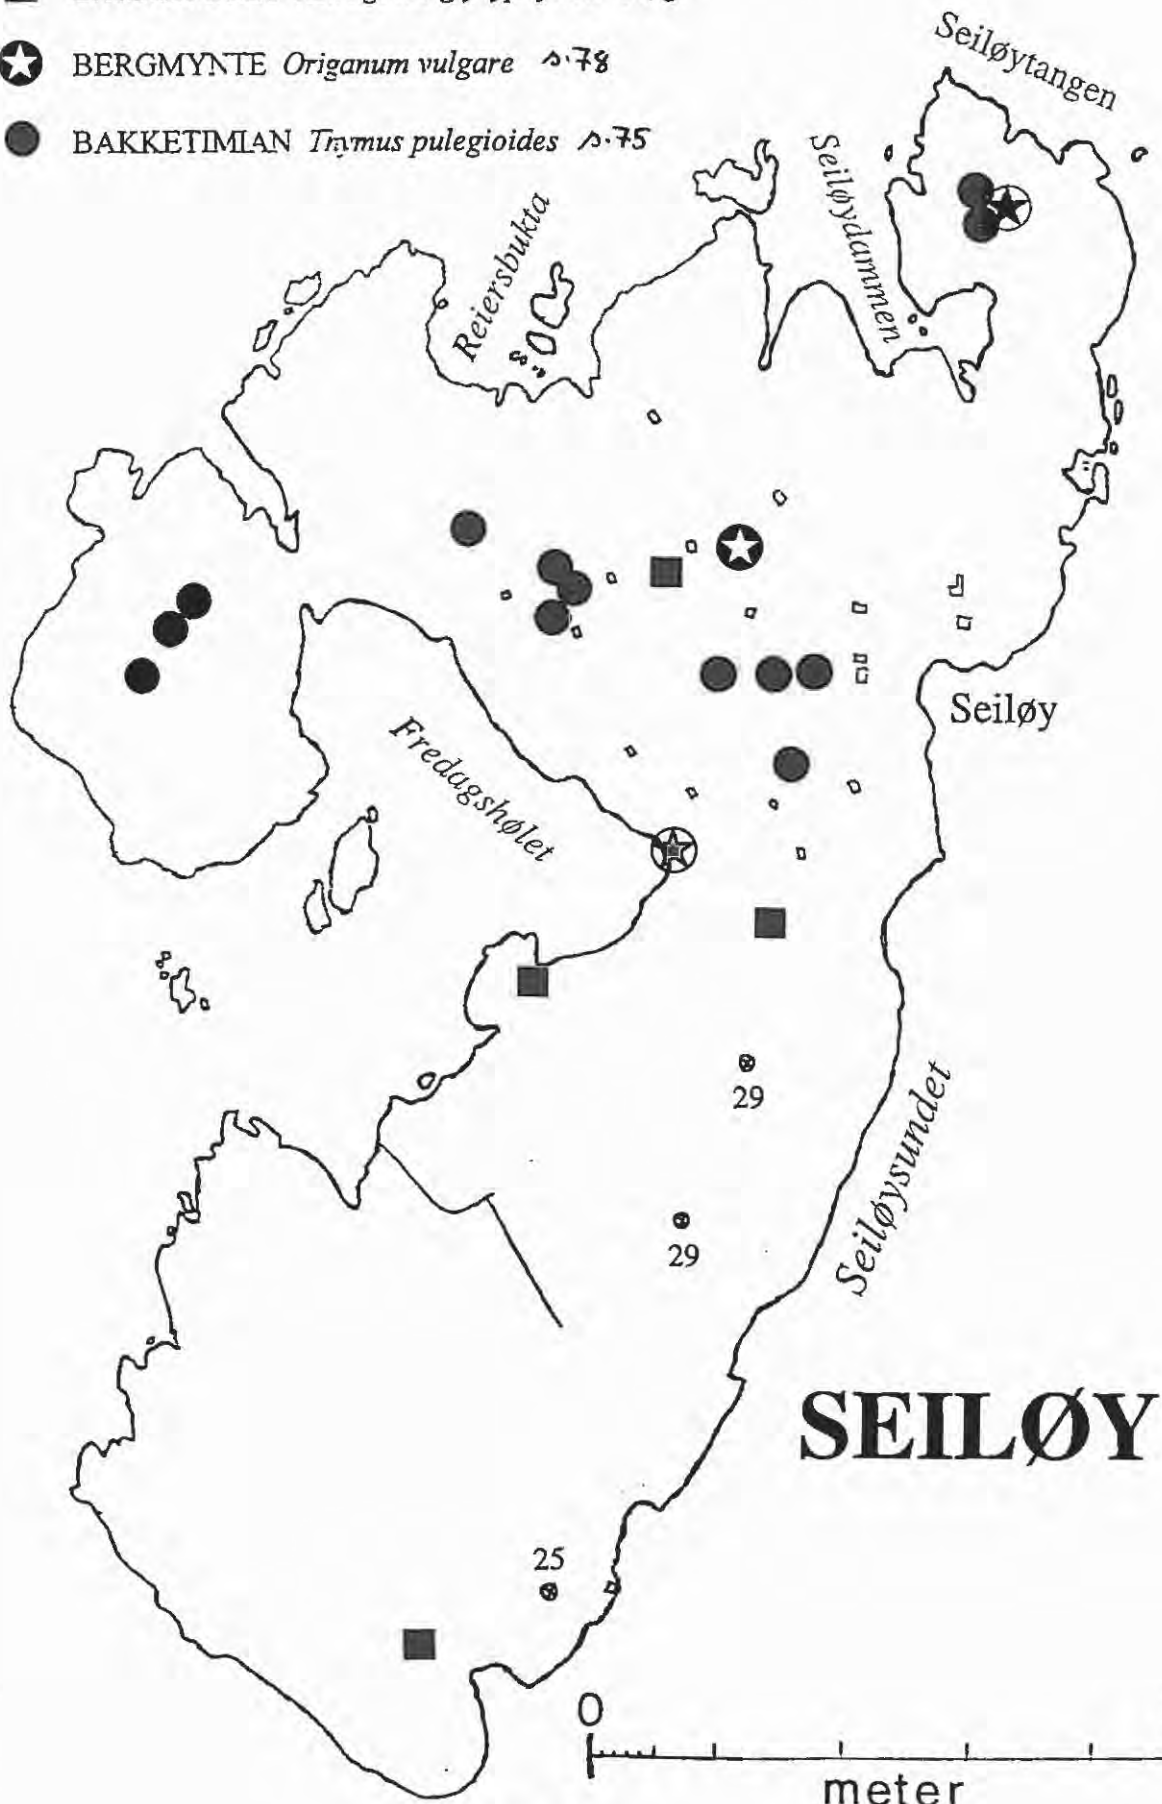 BERGMYNTE Origanum vulgare s.78
BAKKETIMIAN Thymus pulegioides s.75
Seiløytangen
Seiløydammen
Reiersbukta
Seiløy
Fredagshølet
29
Seiløysundet
29
SEILØY
25
0
meter